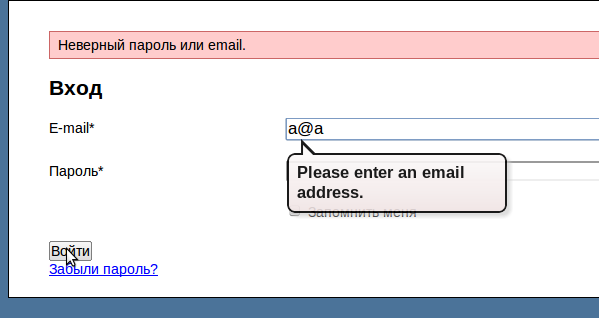 Неверный пароль или email.
Вход
E-mail*
a@a
Please enter an email
address.
Пароль*
Запомнить меня
Войти
Забыли пароль?